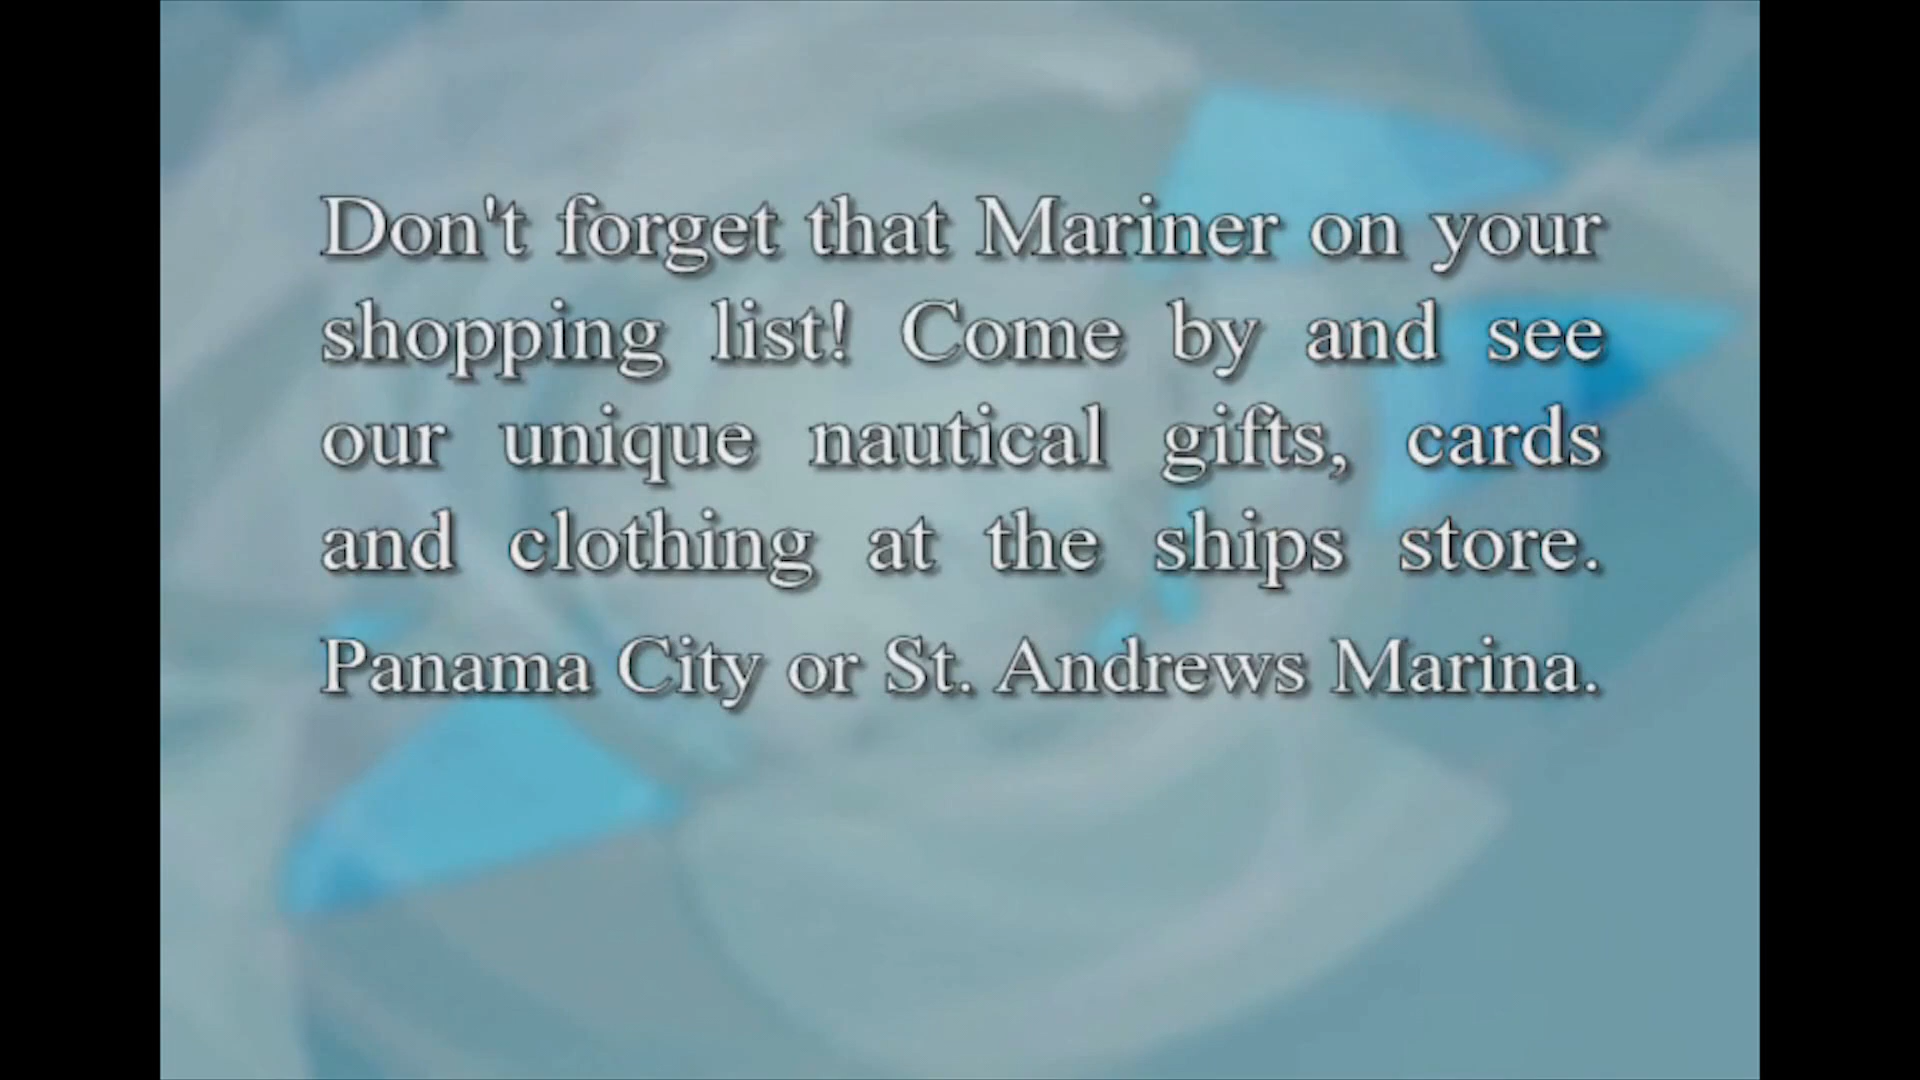 Don't forget that Mariner on your
shopping list! Come by and see
our unique nautical gifts, cards
and clothing at the ships store.
Panama City or St. Andrews Marina.